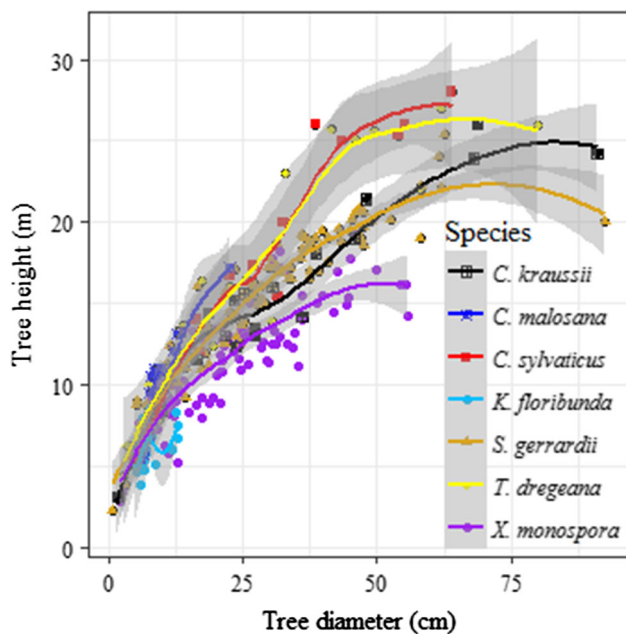 30
20
10
0
Tree height (m)
0 25 50 75
Tree diameter (cm)
Species
C. kraussii
C. malosana
C. sylvaticus
K. floribunda
S. gerrardii
T. dregeana
X. monospora